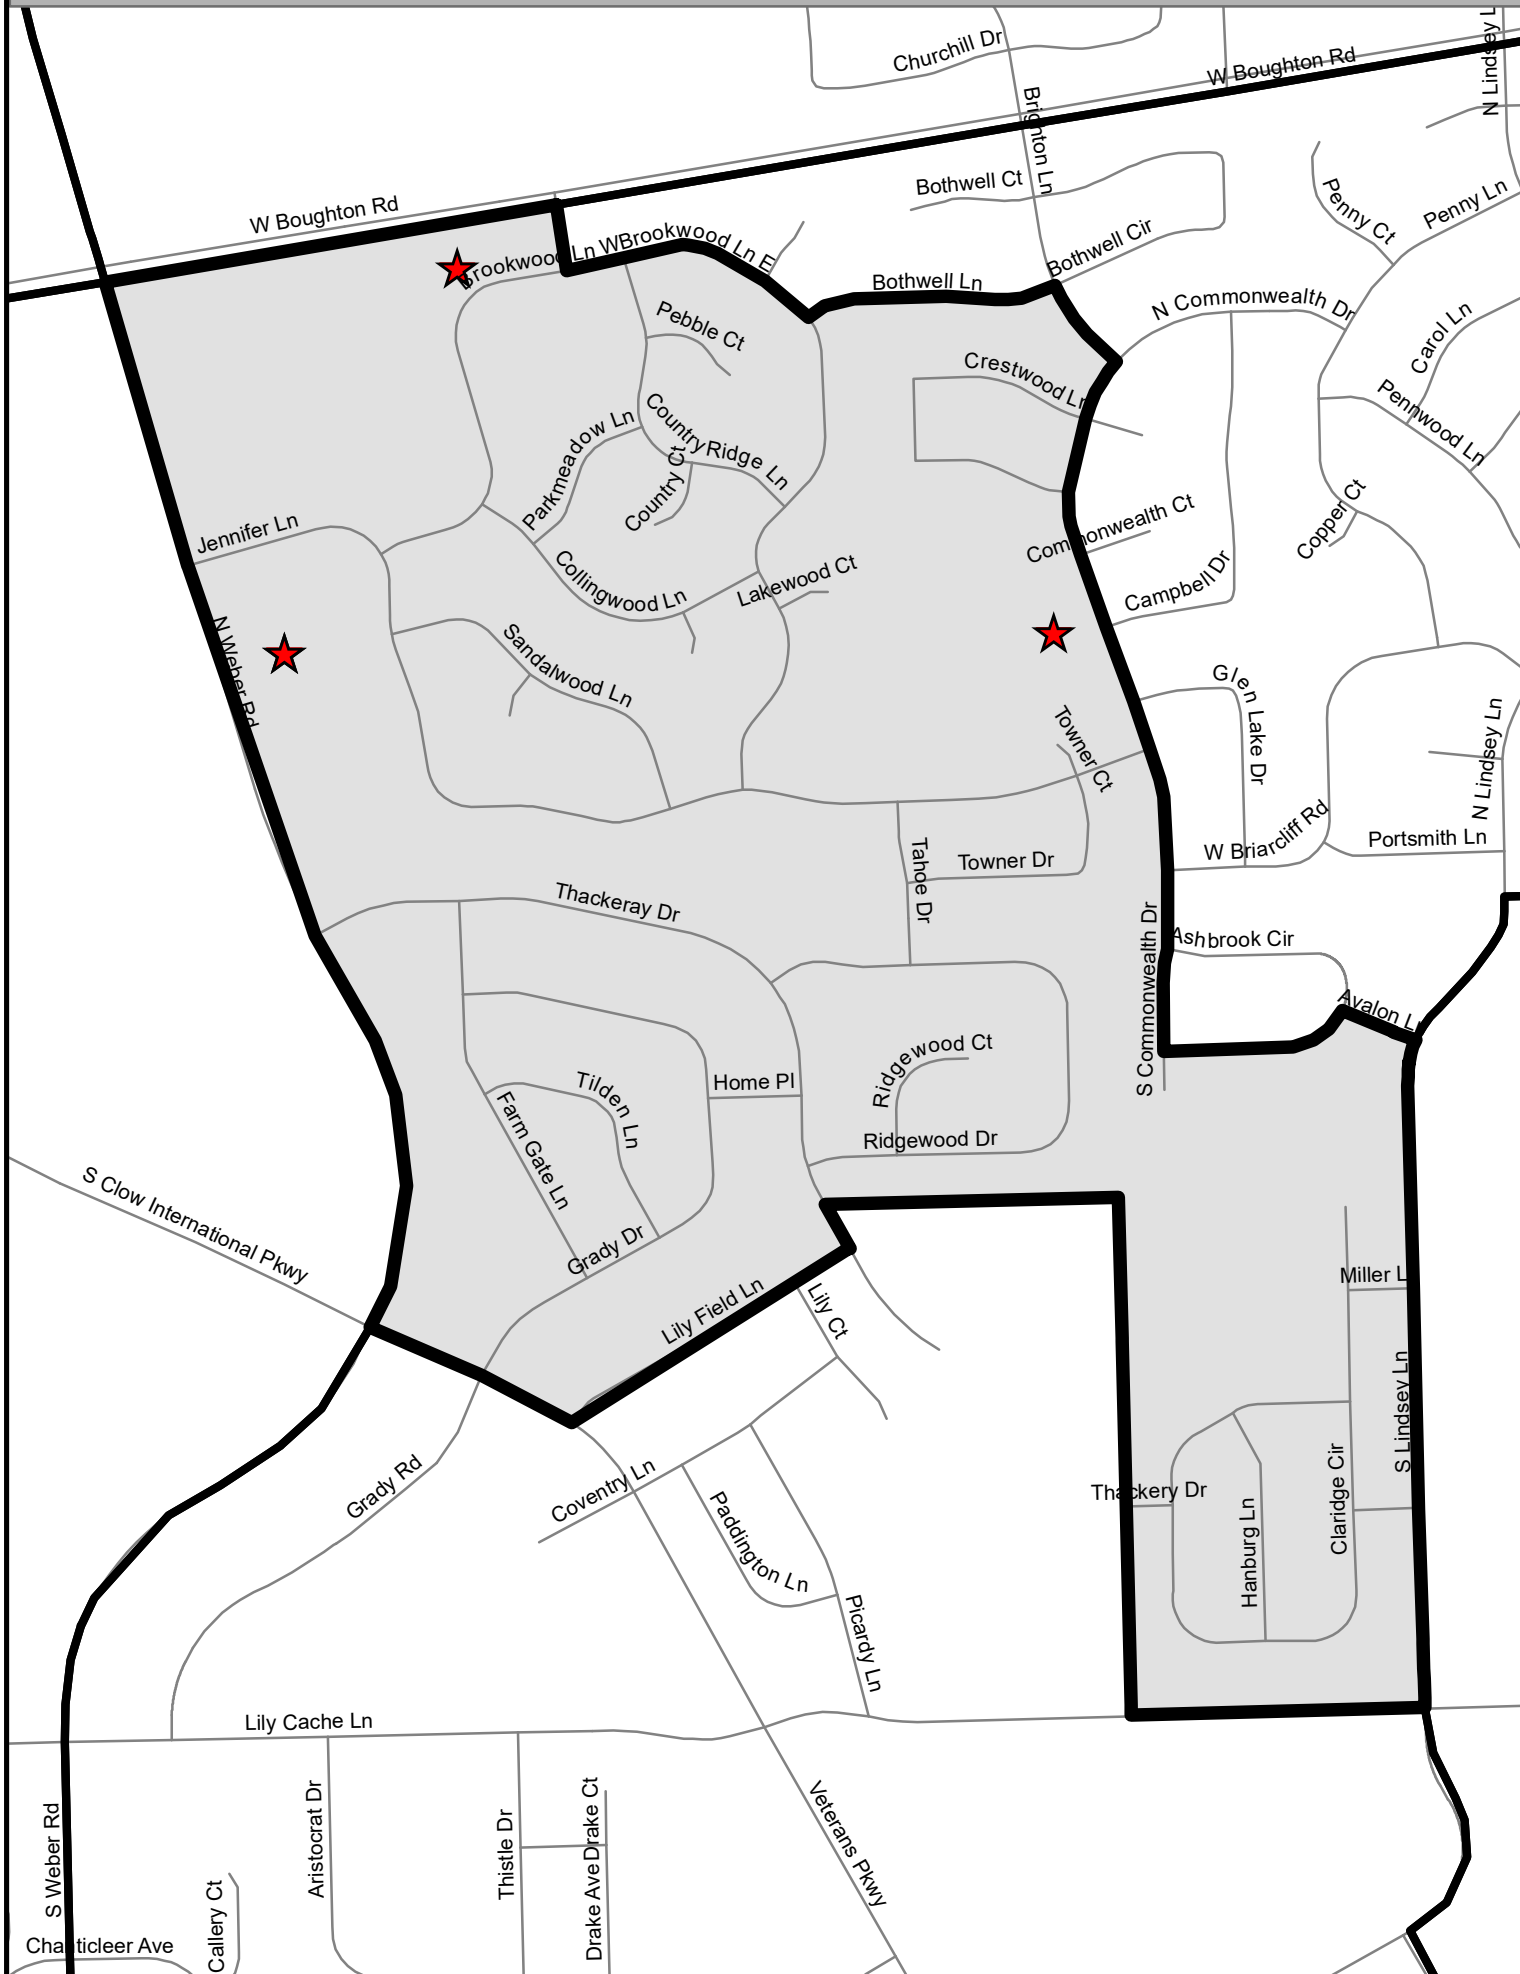 Churchill Dr
W Boughton Rd
N Lindsey L
Brighton Ln
Bothwell Ct
Penny Ct
Penny Ln
W Boughton Rd
Brookwood Ln W
Brookwood Ln E
Bothwell Cir
Bothwell Ln
N Commonwealth Dr
Pebble Ct
Carol Ln
Crestwood Ln
Pennwood Ln
Country Ridge Ln
Parkmeadow Ln
Country Ct
Jennifer Ln
Commonwealth Ct
Copper Ct
Collingwood Ln
Lakewood Ct
Campbell Dr
N Weber Rd
Sandalwood Ln
Glen Lake Dr
Towner Ct
N Lindsey Ln
W Briarcliff Rd
Portsmith Ln
Tahoe Dr
Towner Dr
Thackeray Dr
S Commonwealth Dr
Ashbrook Cir
Avalon L
Ridgewood Ct
Tilden Ln
Home Pl
Farm Gate Ln
Ridgewood Dr
S Clow International Pkwy
Grady Dr
Lily Field Ln
Lily Ct
Miller L
S Lindsey Ln
Grady Rd
Coventry Ln
Paddington Ln
Thackery Dr
Hanburg Ln
Claridge Cir
Picardy Ln
Lily Cache Ln
S Weber Rd
Aristocrat Dr
Thistle Dr
Drake Ct
Drake Ave
Veterans Pkwy
Callery Ct
Chanticleer Ave